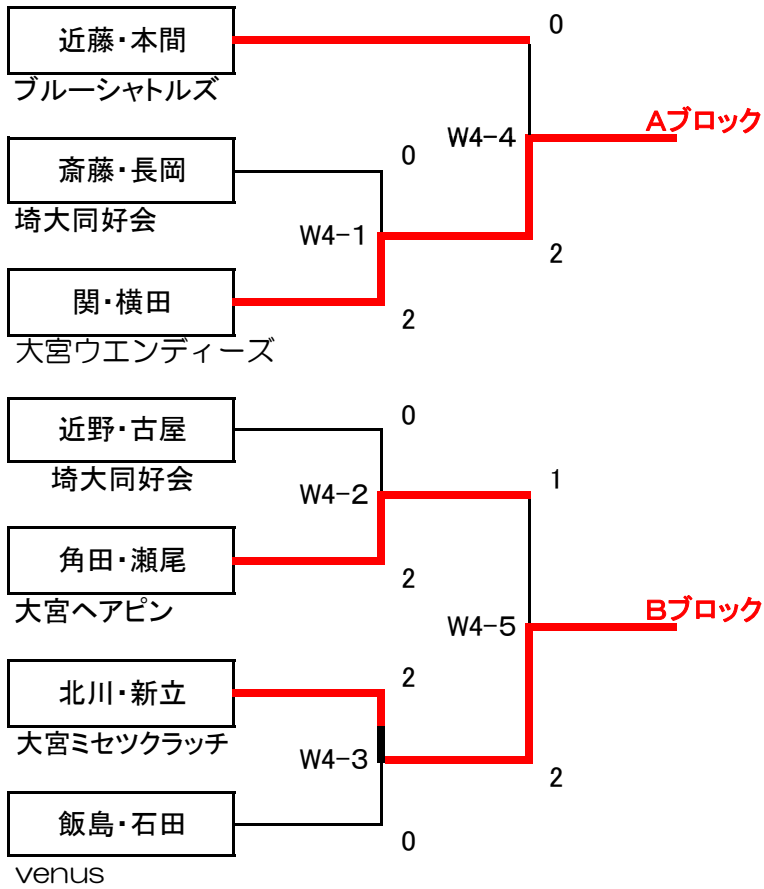 近藤・本間
0
ブルーシャトルズ
W4-4
Aブロック
斎藤・長岡
0
埼大同好会
W4-1
2
関・横田
2
大宮ウエンディーズ
近野・古屋
0
埼大同好会
W4-2
1
角田・瀬尾
2
大宮ヘアピン
W4-5
Bブロック
北川・新立
2
大宮ミセツクラッチ
W4-3
2
飯島・石田
0
venus